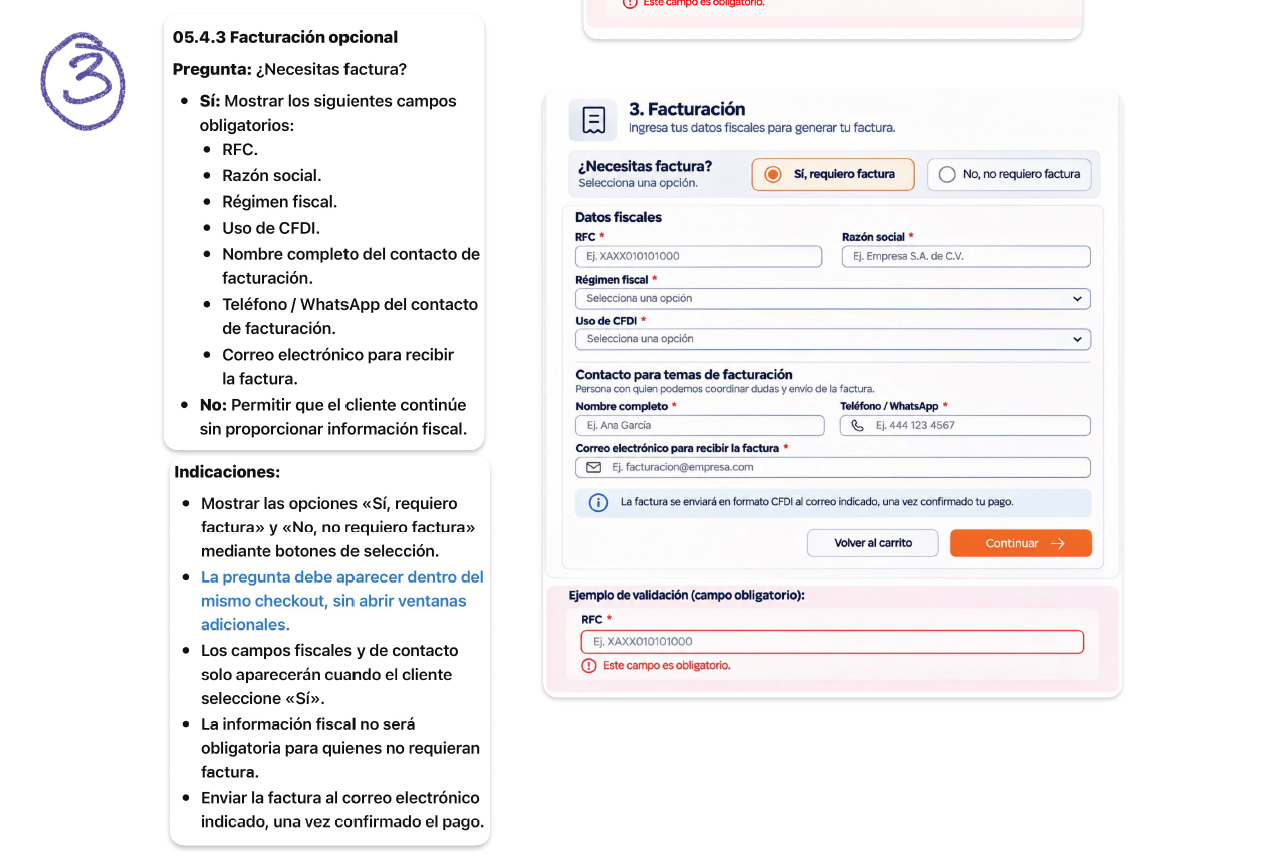 Este campo es obligatorio.
3
05.4.3 Facturación opcional
Pregunta: ¿Necesitas factura?
• Sí: Mostrar los siguientes campos
obligatorios:
• RFC.
• Razón social.
• Régimen fiscal.
• Uso de CFDI.
• Nombre completo del contacto de
facturación.
• Teléfono / WhatsApp del contacto
de facturación.
• Correo electrónico para recibir
la factura.
• No: Permitir que el cliente continúe
sin proporcionar información fiscal.
Indicaciones:
• Mostrar las opciones «Sí, requiero
factura» y «No, no requiero factura»
mediante botones de selección.
• La pregunta debe aparecer dentro del
mismo checkout, sin abrir ventanas
adicionales.
• Los campos fiscales y de contacto
solo aparecerán cuando el cliente
seleccione «Sí».
• La información fiscal no será
obligatoria para quienes no requieran
factura.
• Enviar la factura al correo electrónico
indicado, una vez confirmado el pago.
3. Facturación
Ingresa tus datos fiscales para generar tu factura.
¿Necesitas factura?
Selecciona una opción.
Sí, requiero factura
No, no requiero factura
Datos fiscales
RFC * Razón social *
Ej. XAXX010101000 Ej. Empresa S.A. de C.V.
Régimen fiscal *
Selecciona una opción
Uso de CFDI *
Selecciona una opción
Contacto para temas de facturación
Persona con quien podemos coordinar dudas y envío de la factura.
Nombre completo * Teléfono / WhatsApp *
Ej. Ana García Ej. 444 123 4567
Correo electrónico para recibir la factura *
Ej. facturacion@empresa.com
La factura se enviará en formato CFDI al correo indicado, una vez confirmado tu pago.
Volver al carrito Continuar →
Ejemplo de validación (campo obligatorio):
RFC *
Ej. XAXX010101000
Este campo es obligatorio.